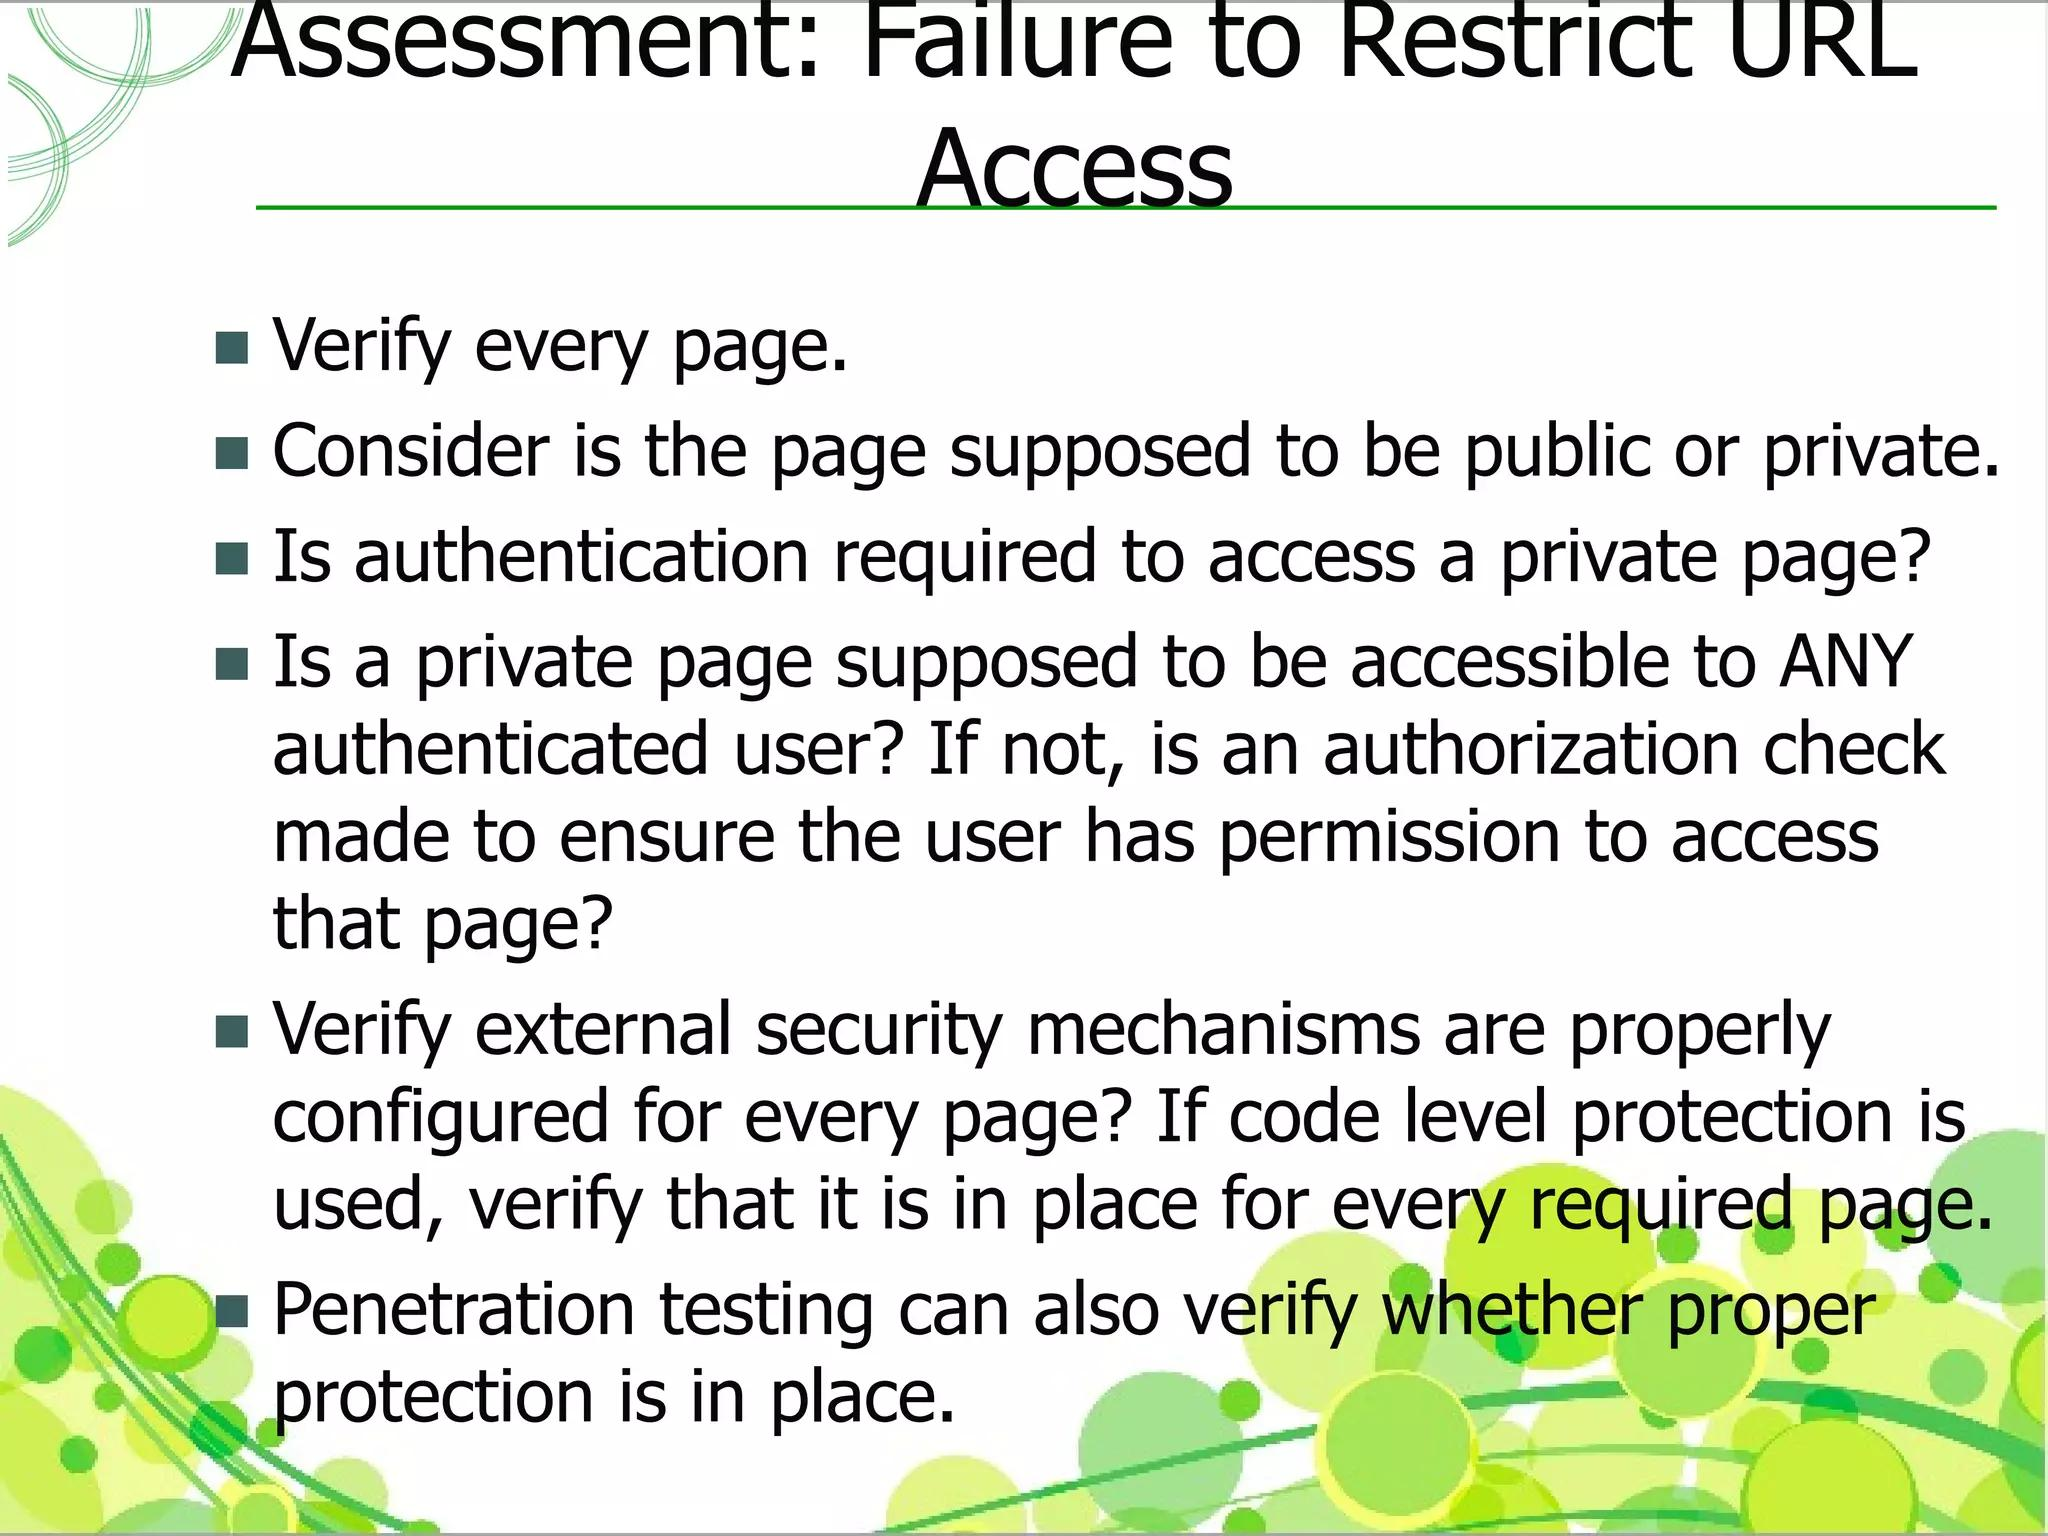 Assessment: Failure to Restrict URL
Access
Verify every page.
Consider is the page supposed to be public or private.
Is authentication required to access a private page?
Is a private page supposed to be accessible to ANY
authenticated user? If not, is an authorization check
made to ensure the user has permission to access
that page?
Verify external security mechanisms are properly
configured for every page? If code level protection is
used, verify that it is in place for every required page.
Penetration testing can also verify whether proper
protection is in place.